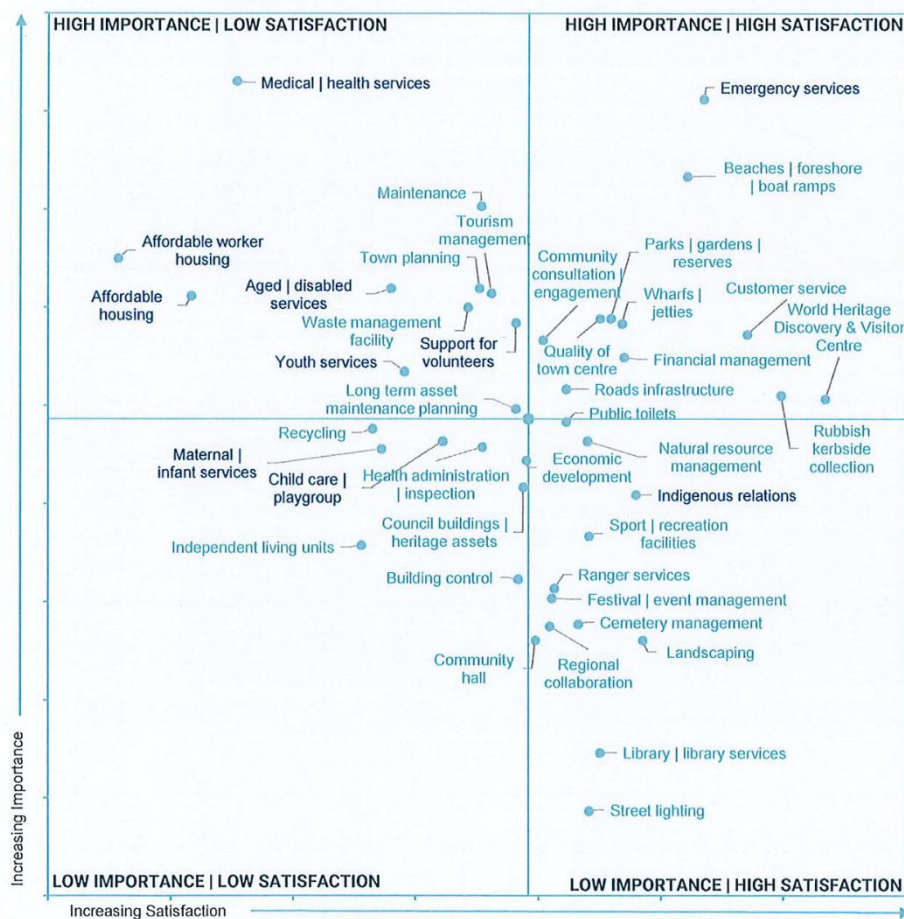 HIGH IMPORTANCE | LOW SATISFACTION
HIGH IMPORTANCE | HIGH SATISFACTION
Medical | health services
Emergency services
Beaches | foreshore
| boat ramps
Maintenance
Tourism
management
Affordable worker
housing
Town planning
Community
consultation |
engagement
Parks | gardens |
reserves
Affordable
housing
Aged | disabled
services
Wharfs |
jetties
Customer service
World Heritage
Discovery & Visitor
Centre
Waste management
facility
Support for
volunteers
Quality of
town centre
Financial management
Youth services
Long term asset
maintenance planning
Roads infrastructure
Public toilets
Rubbish
kerbside
collection
Recycling
Maternal |
infant services
Child care |
playgroup
Health administration
| inspection
Economic
development
Natural resource
management
Indigenous relations
Council buildings |
heritage assets
Sport | recreation
facilities
Independent living units
Building control
Ranger services
Festival | event management
Cemetery management
Community
hall
Regional
collaboration
Landscaping
Library | library services
Street lighting
LOW IMPORTANCE | LOW SATISFACTION
LOW IMPORTANCE | HIGH SATISFACTION
Increasing Importance
Increasing Satisfaction